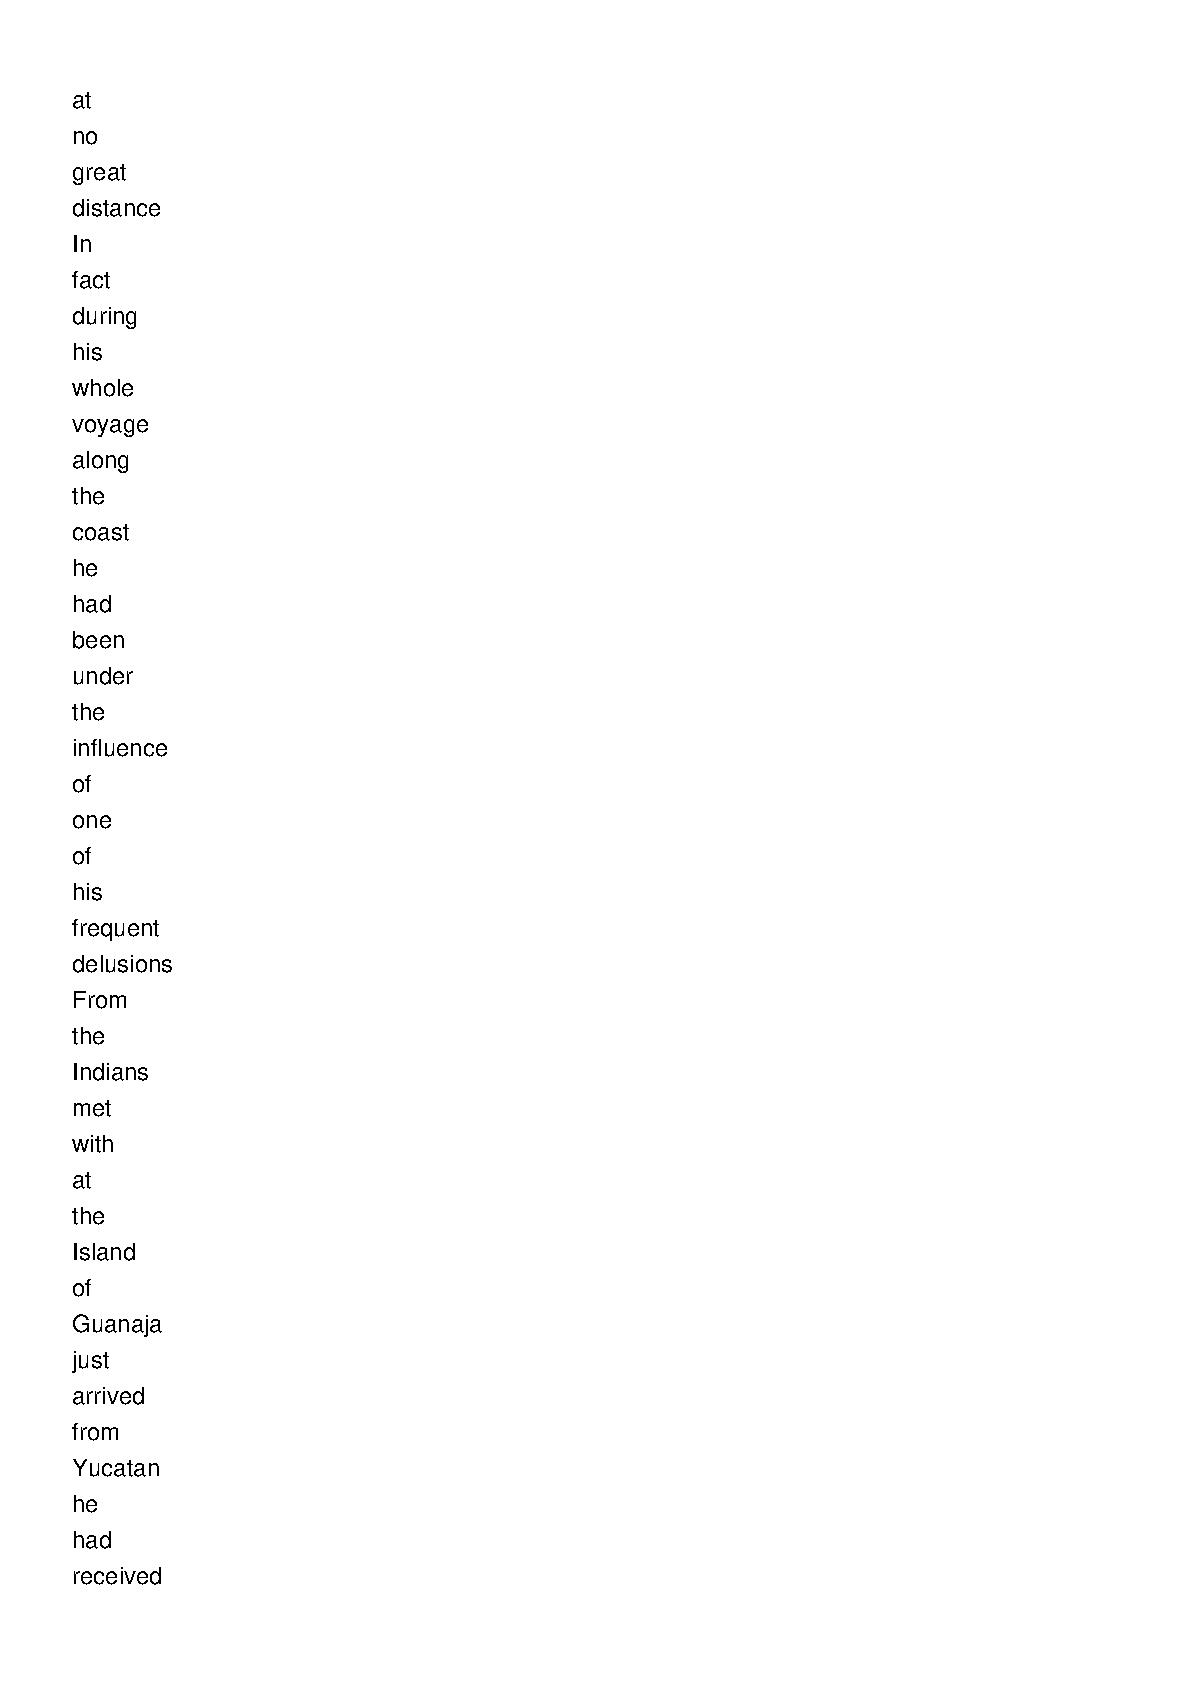 at
no
great
distance
In
fact
during
his
whole
voyage
along
the
coast
he
had
been
under
the
influence
of
one
of
his
frequent
delusions
From
the
Indians
met
with
at
the
Island
of
Guanaja
just
arrived
from
Yucatan
he
had
received